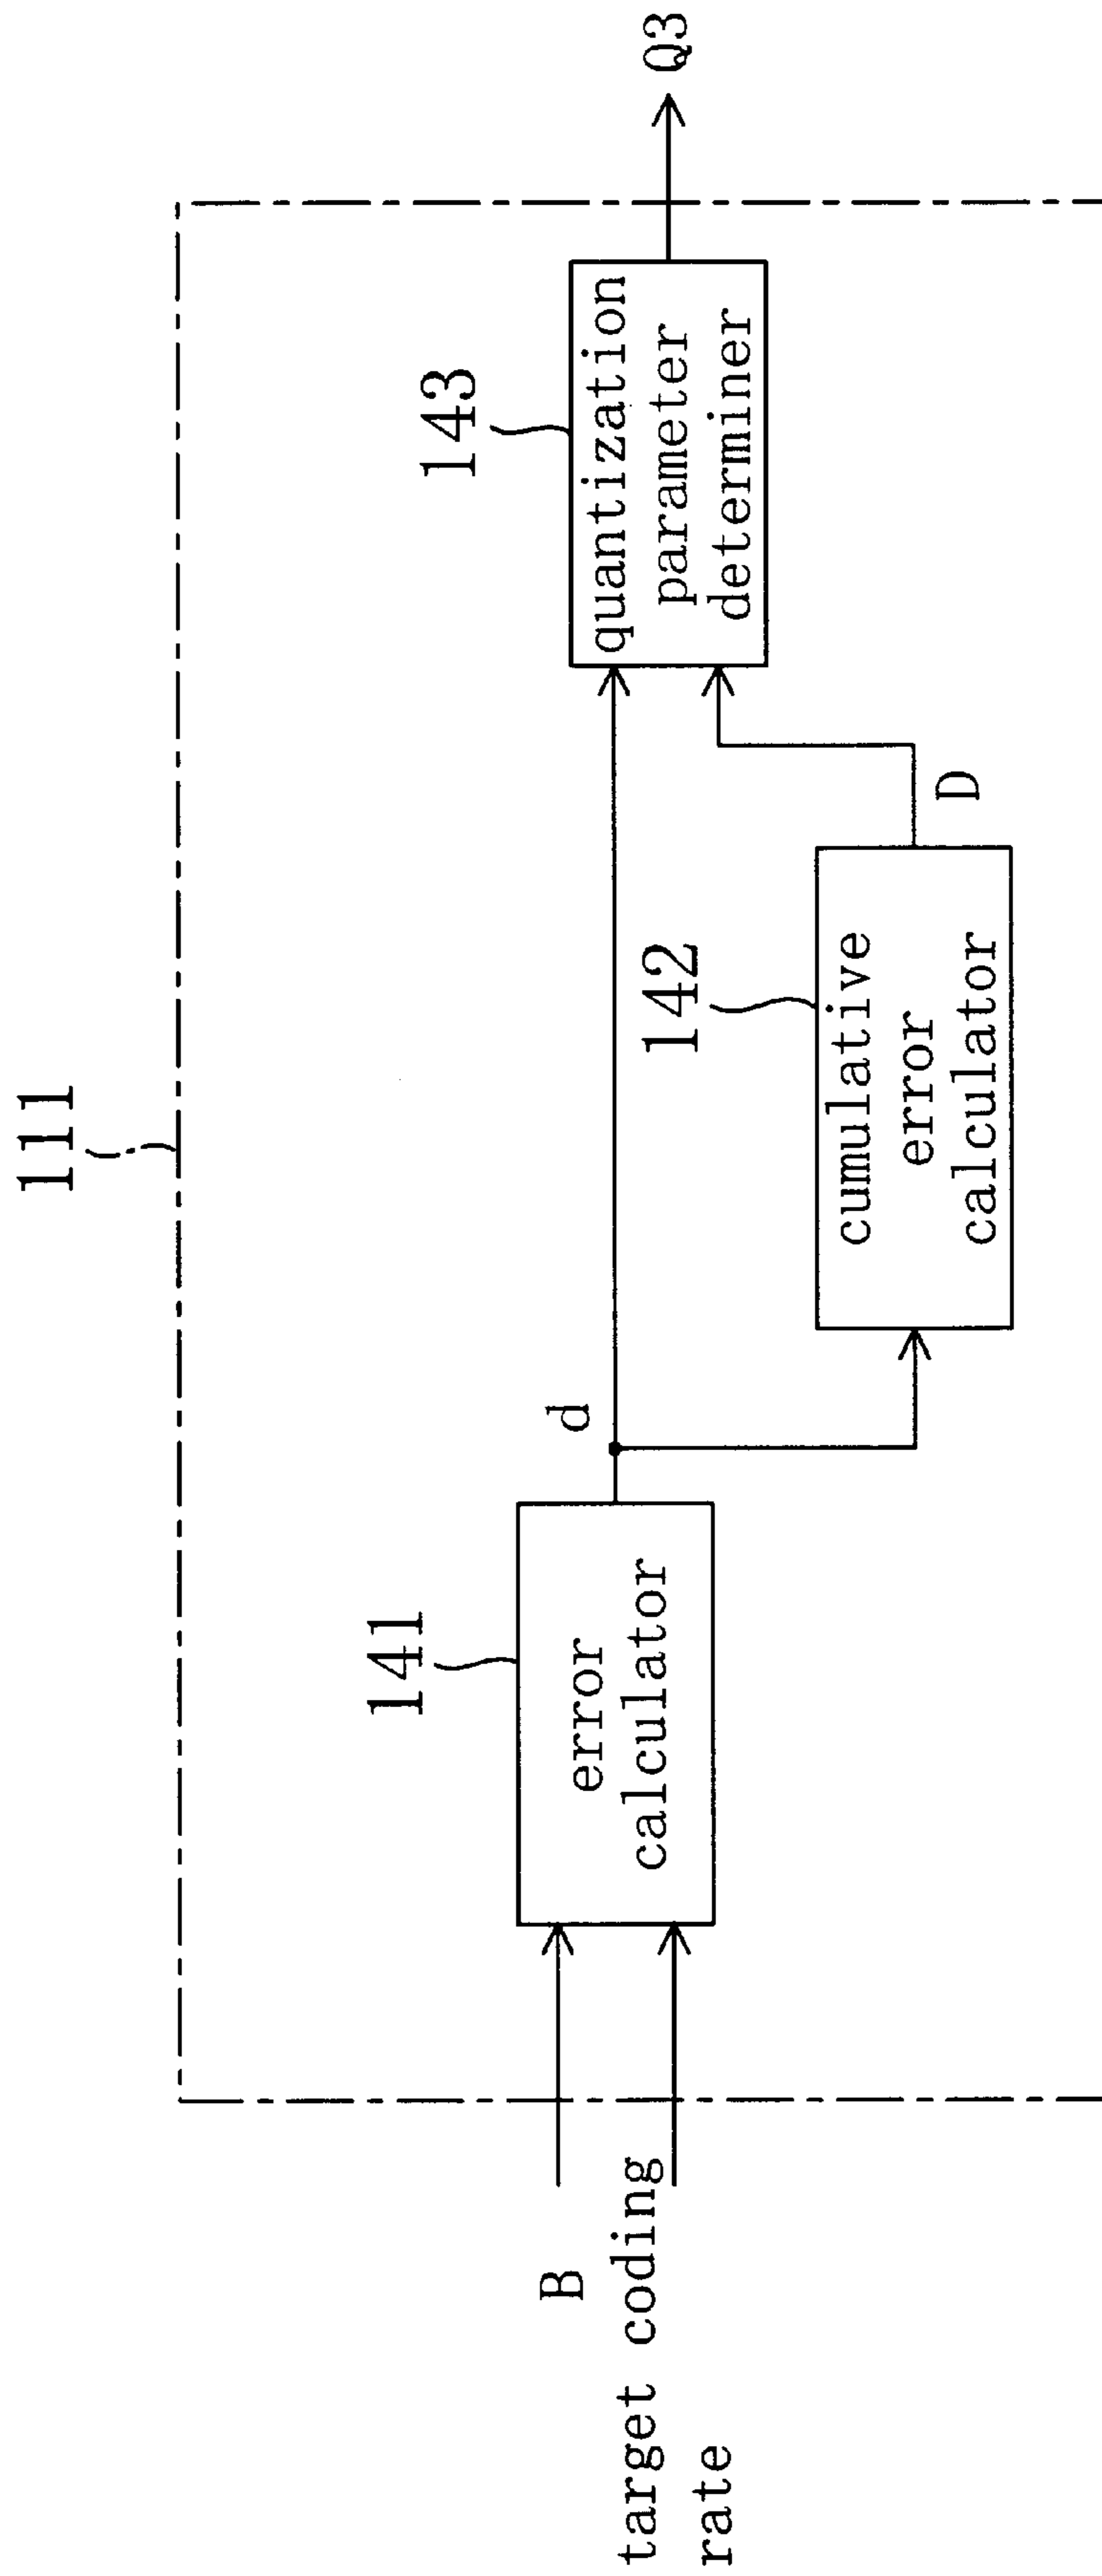 111
B
target coding
rate
141
error
calculator
d
142
cumulative
error
calculator
D
143
quantization
parameter
determiner
Q3